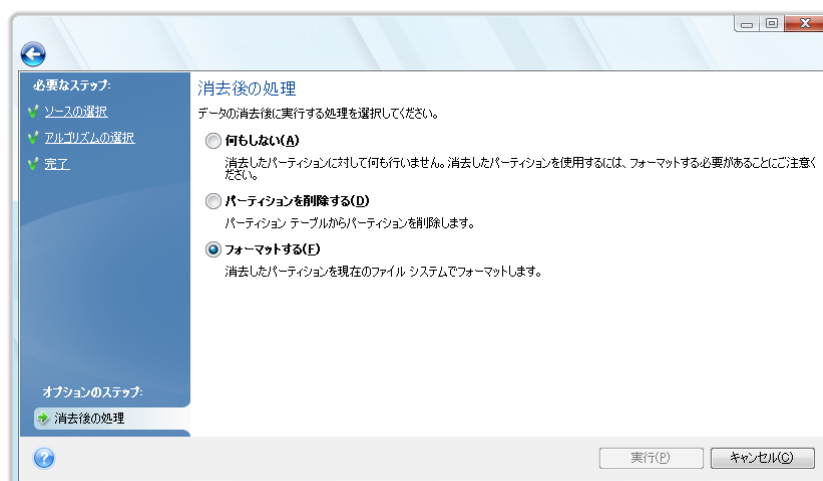 必要なステップ:
ソースの選択
アルゴリズムの選択
完了
消去後の処理
データの消去後に実行する処理を選択してください。
何もしない(A)
消去したパーティションに対して何も行いません。消去したパーティションを使用するには、フォーマットする必要があることにご注意く
ださい。
パーティションを削除する(D)
パーティション テーブルからパーティションを削除します。
フォーマットする(F)
消去したパーティションを現在のファイル システムでフォーマットします。
オプションのステップ:
消去後の処理
実行(P)
キャンセル(C)